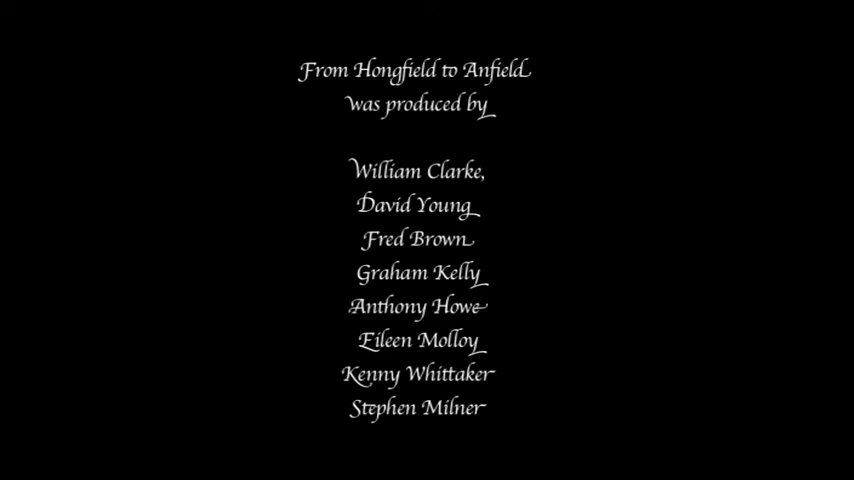 From Hongfield to Anfield
was produced by
William Clarke,
David Young
Fred Brown
Graham Kelly
Anthony Howe
Eileen Molloy
Kenny Whittaker
Stephen Milner